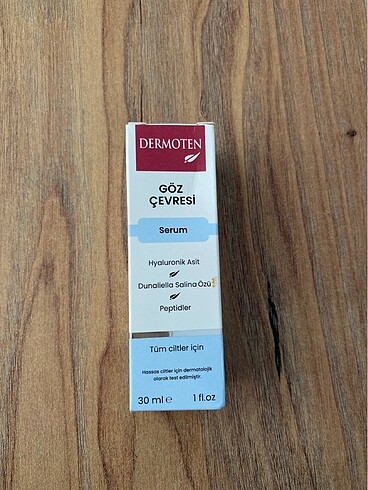 DERMOTEN
GÖZ
ÇEVRESİ
Serum
Hyaluronik Asit
Dunaliella Salina Özü
Peptidler
Tüm ciltler için
Hassas ciltler için dermatolojik
olarak test edilmiştir.
30 ml e 1 fl.oz